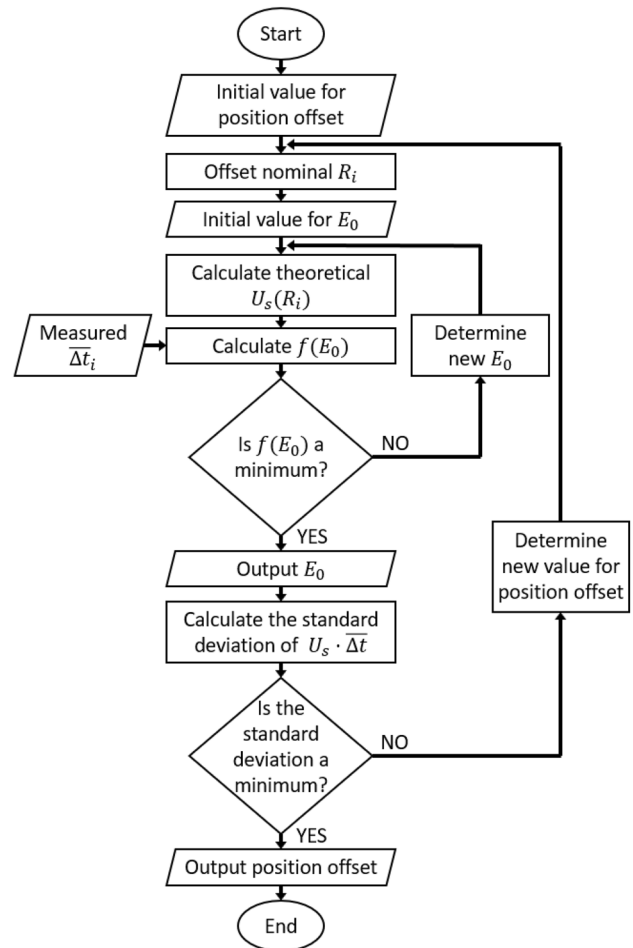 Start
Initial value for
position offset
Offset nominal $R_i$
Initial value for $E_0$
Calculate theoretical
$U_s(R_i)$
Measured
$\overline{\Delta t}_i$
Calculate $f(E_0)$
Determine
new $E_0$
Is $f(E_0)$ a
minimum?
NO
YES
Output $E_0$
Determine
new value for
position offset
Calculate the standard
deviation of $U_s \cdot \overline{\Delta t}$
Is the
standard
deviation a
minimum?
NO
YES
Output position offset
End